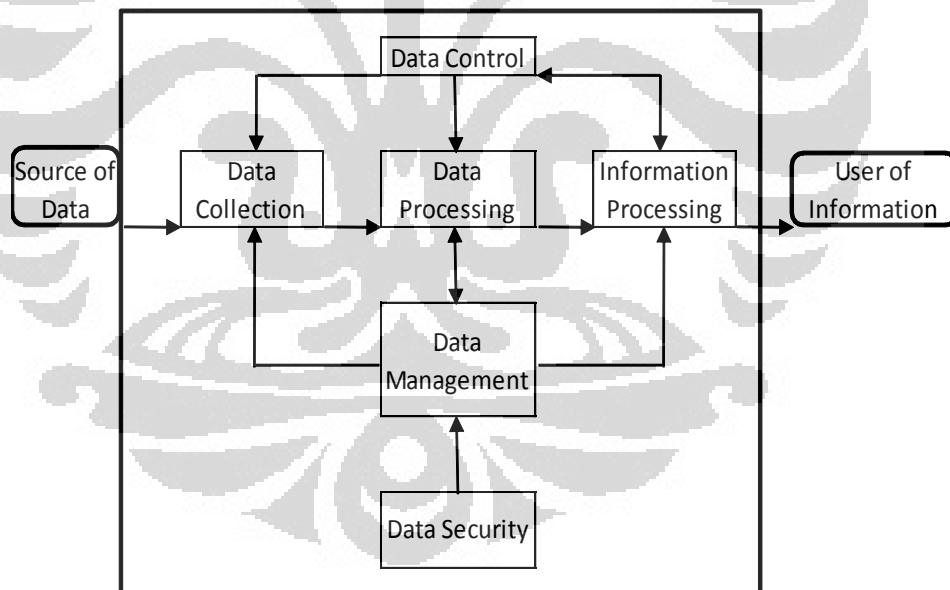 Data Control
Source of
Data
Data
Collection
Data
Processing
Information
Processing
User of
Information
Data
Management
Data Security